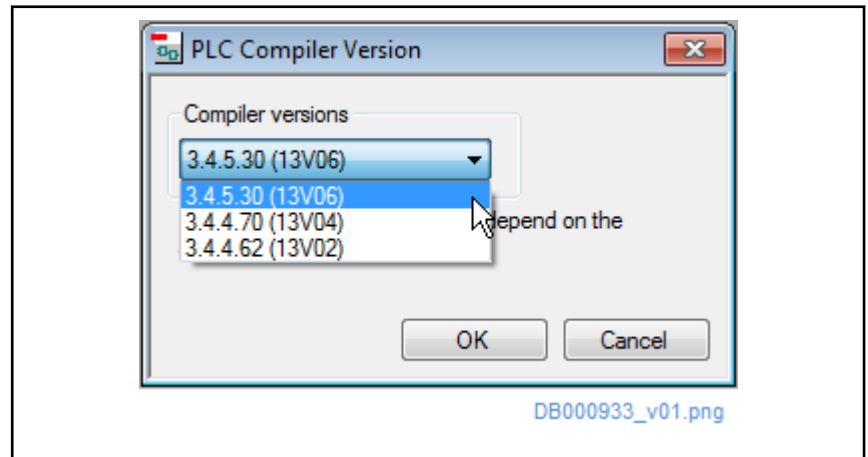 PLC Compiler Version
Compiler versions
3.4.5.30 (13V06)
3.4.5.30 (13V06)
3.4.4.70 (13V04)
3.4.4.62 (13V02)
depend on the
OK
Cancel
DB000933_v01.png